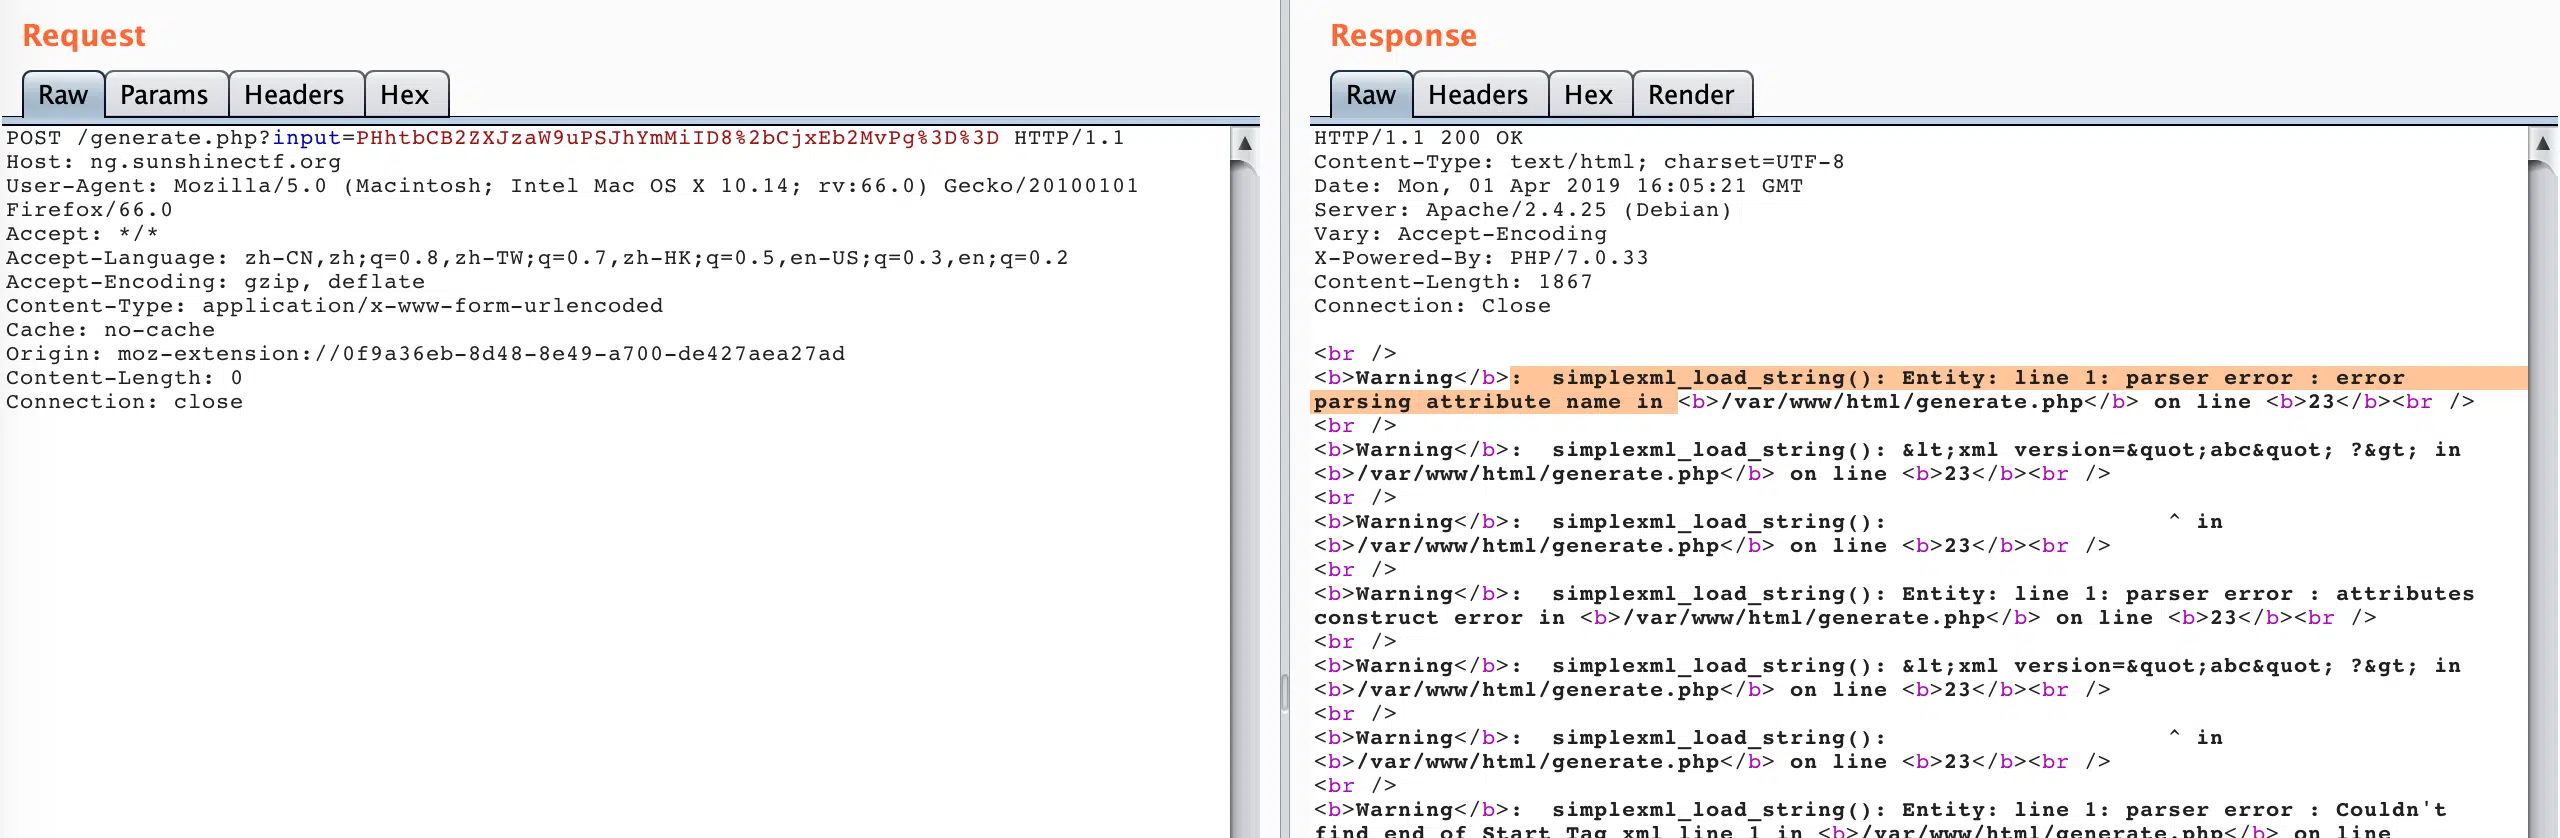 Request
Raw Params Headers Hex
POST /generate.php?input=PHhtbCB2ZXJzaW9uPSJhYmMiID8%2bCjxEb2MvPg%3D%3D HTTP/1.1
Host: ng.sunshinectf.org
User-Agent: Mozilla/5.0 (Macintosh; Intel Mac OS X 10.14; rv:66.0) Gecko/20100101
Firefox/66.0
Accept: */*
Accept-Language: zh-CN,zh;q=0.8,zh-TW;q=0.7,zh-HK;q=0.5,en-US;q=0.3,en;q=0.2
Accept-Encoding: gzip, deflate
Content-Type: application/x-www-form-urlencoded
Cache: no-cache
Origin: moz-extension://0f9a36eb-8d48-8e49-a700-de427aea27ad
Content-Length: 0
Connection: close
Response
Raw Headers Hex Render
HTTP/1.1 200 OK
Content-Type: text/html; charset=UTF-8
Date: Mon, 01 Apr 2019 16:05:21 GMT
Server: Apache/2.4.25 (Debian)
Vary: Accept-Encoding
X-Powered-By: PHP/7.0.33
Content-Length: 1867
Connection: Close
<br />
<b>Warning</b>:  simplexml_load_string(): Entity: line 1: parser error : error
parsing attribute name in <b>/var/www/html/generate.php</b> on line <b>23</b><br />
<br />
<b>Warning</b>:  simplexml_load_string(): &lt;xml version=&quot;abc&quot; ?&gt; in
<b>/var/www/html/generate.php</b> on line <b>23</b><br />
<br />
<b>Warning</b>:  simplexml_load_string():                     ^ in
<b>/var/www/html/generate.php</b> on line <b>23</b><br />
<br />
<b>Warning</b>:  simplexml_load_string(): Entity: line 1: parser error : attributes
construct error in <b>/var/www/html/generate.php</b> on line <b>23</b><br />
<br />
<b>Warning</b>:  simplexml_load_string(): &lt;xml version=&quot;abc&quot; ?&gt; in
<b>/var/www/html/generate.php</b> on line <b>23</b><br />
<br />
<b>Warning</b>:  simplexml_load_string():                     ^ in
<b>/var/www/html/generate.php</b> on line <b>23</b><br />
<br />
<b>Warning</b>:  simplexml_load_string(): Entity: line 1: parser error : Couldn't
find end of Start Tag xml line 1 in <b>/var/www/html/generate.php</b> on line